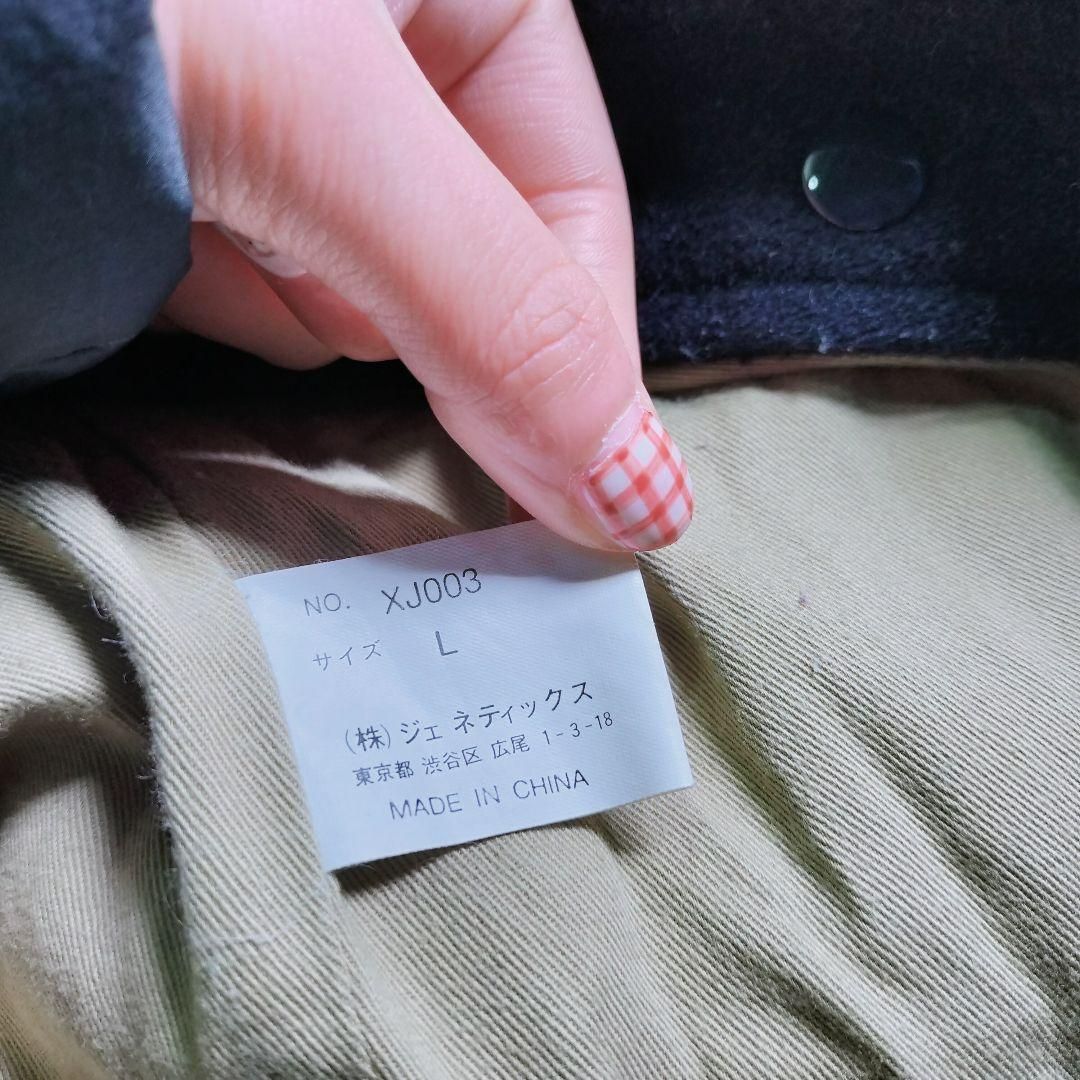 NO. XJ003
サイズ L
(株)ジェネティックス
東京都 渋谷区 広尾 1-3-18
MADE IN CHINA